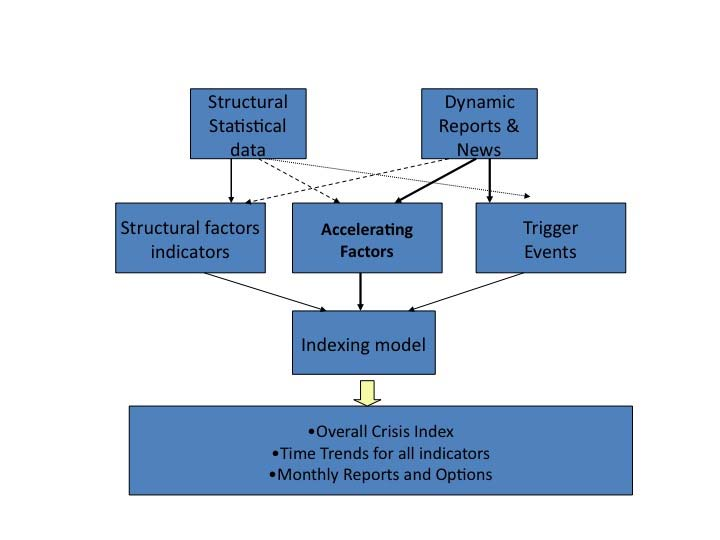 Structural
Statistical
data
Dynamic
Reports &
News
Structural factors
indicators
Accelerating
Factors
Trigger
Events
Indexing model
•Overall Crisis Index
•Time Trends for all indicators
•Monthly Reports and Options